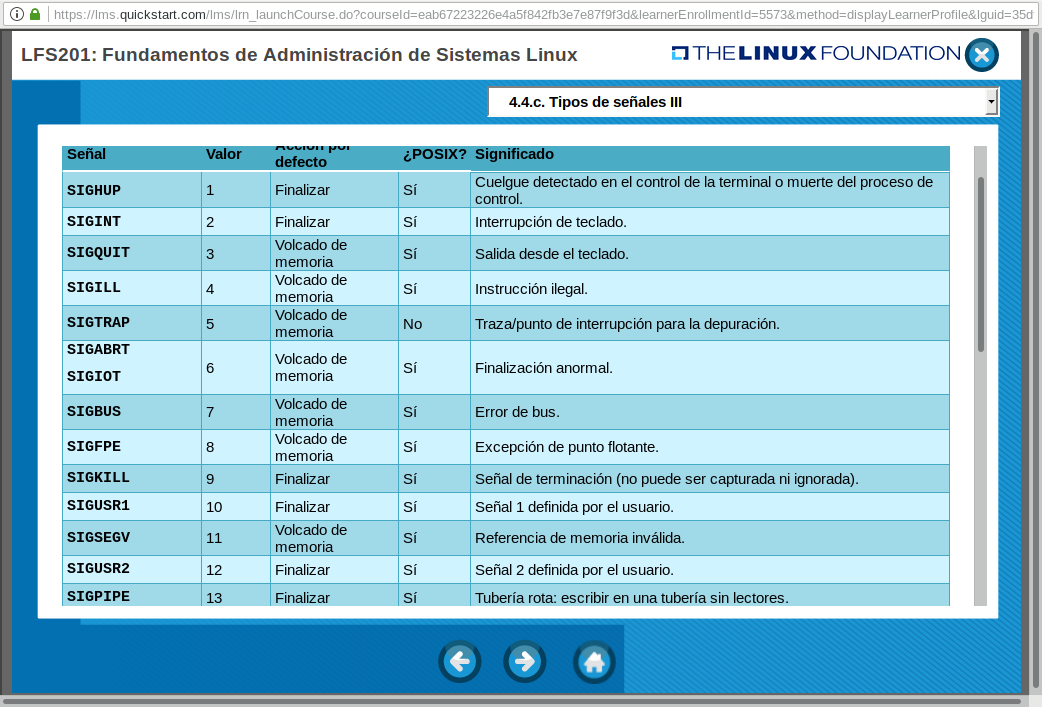 https://lms.quickstart.com/lms/lrn_launchCourse.do?courseId=eab67223226e4a5f842fb3e7e87f9f3d&learnerEnrollmentId=5573&method=displayLearnerProfile&lguid=35d
LFS201: Fundamentos de Administración de Sistemas Linux
THE LINUX FOUNDATION
4.4.c. Tipos de señales III
Señal Valor Acción por defecto ¿POSIX? Significado
SIGHUP 1 Finalizar Sí Cuelgue detectado en el control de la terminal o muerte del proceso de
control.
SIGINT 2 Finalizar Sí Interrupción de teclado.
SIGQUIT 3 Volcado de
memoria Sí Salida desde el teclado.
SIGILL 4 Volcado de
memoria Sí Instrucción ilegal.
SIGTRAP 5 Volcado de
memoria No Traza/punto de interrupción para la depuración.
SIGABRT
SIGIOT 6 Volcado de
memoria Sí Finalización anormal.
SIGBUS 7 Volcado de
memoria Sí Error de bus.
SIGFPE 8 Volcado de
memoria Sí Excepción de punto flotante.
SIGKILL 9 Finalizar Sí Señal de terminación (no puede ser capturada ni ignorada).
SIGUSR1 10 Finalizar Sí Señal 1 definida por el usuario.
SIGSEGV 11 Volcado de
memoria Sí Referencia de memoria inválida.
SIGUSR2 12 Finalizar Sí Señal 2 definida por el usuario.
SIGPIPE 13 Finalizar Sí Tubería rota: escribir en una tubería sin lectores.